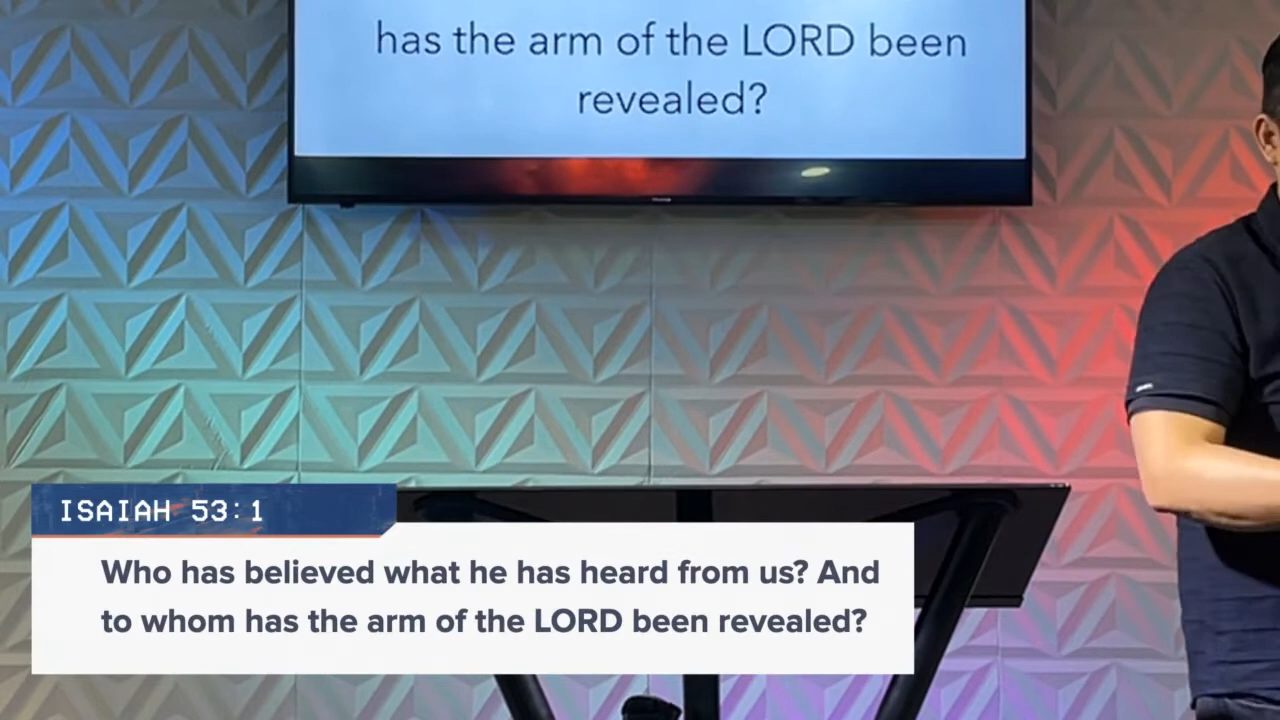 has the arm of the LORD been
revealed?
ISAIAH 53:1
Who has believed what he has heard from us? And
to whom has the arm of the LORD been revealed?